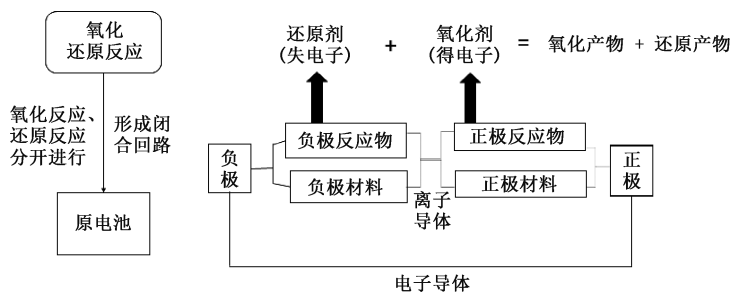 氧化
还原反应
氧化反应、
还原反应
分开进行
形成闭
合回路
原电池
还原剂
(失电子)
+
氧化剂
(得电子)
= 氧化产物 + 还原产物
负极反应物
正极反应物
负
极
负极材料
正极材料
正
极
离子
导体
电子导体